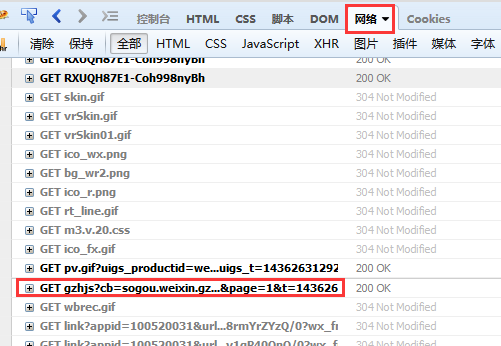 控制台 HTML CSS 脚本 DOM 网络 Cookies
清除 保持 全部 HTML CSS JavaScript XHR 图片 插件 媒体 字体
GET RXUQH87E1-Coh998nyBh 200 OK
GET RXUQH87E1-Coh998nyBh 200 OK
GET skin.gif 304 Not Modified
GET vrSkin.gif 304 Not Modified
GET vrSkin01.gif 304 Not Modified
GET ico_wx.png 304 Not Modified
GET bg_wr2.png 304 Not Modified
GET ico_r.png 304 Not Modified
GET rt_line.gif 304 Not Modified
GET m3.v.20.css 304 Not Modified
GET ico_fx.gif 304 Not Modified
GET pv.gif?uigs_productid=we...uigs_t=14362631292 200 OK
GET gzhjs?cb=sogou.weixin.gz...&page=1&t=143626 200 OK
GET wbrec.gif 304 Not Modified
GET link?appid=100520031&url...8rmYrZYzQ/0?wx_fr 304 Not Modified
GET link?appid=100520031&url 304 Not Modified